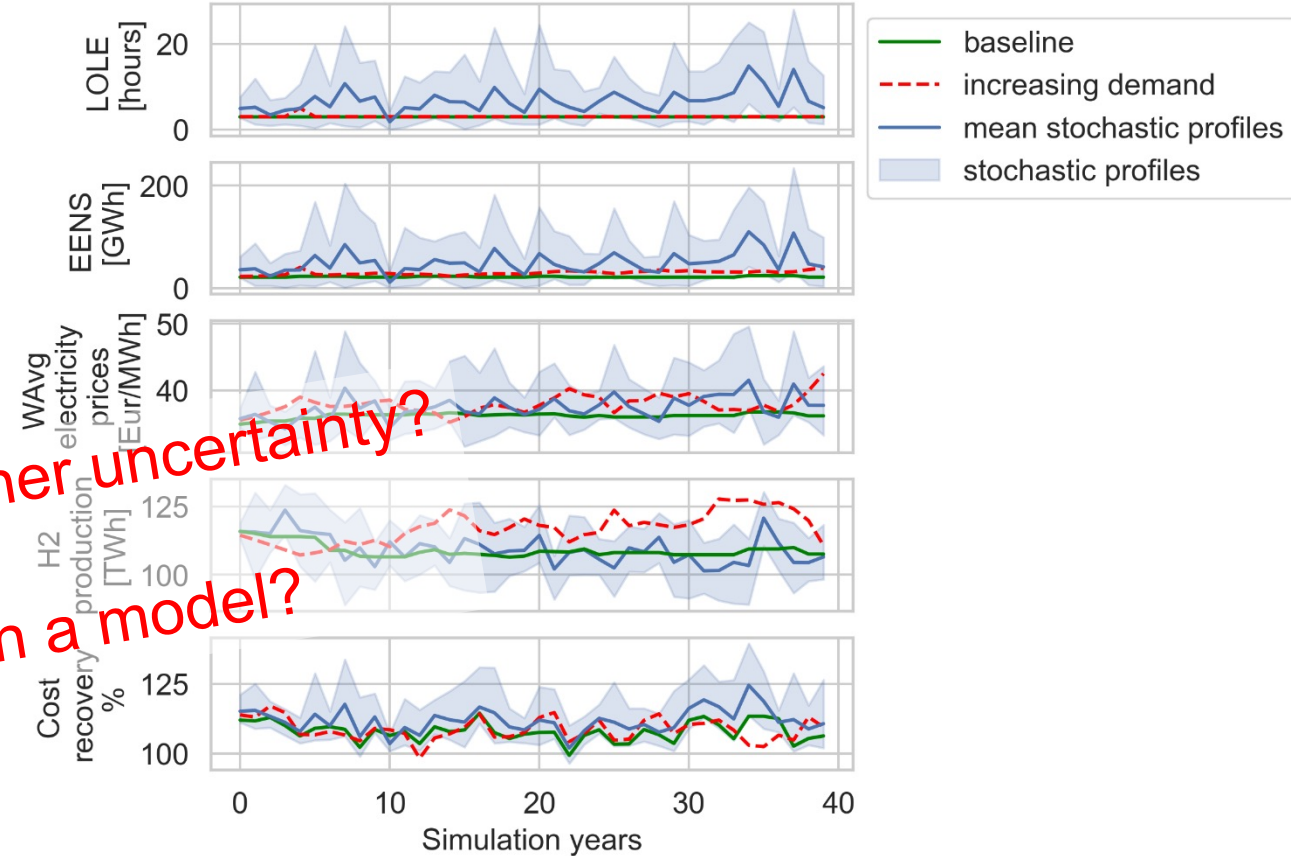 LOLE
[hours]
20
0
EENS
[GWh]
200
0
WAvg
electricity
prices
[Eur/MWh]
50
40
uncertainty?
H2
production
[TWh]
125
100
a model?
Cost
recovery
%
125
100
0 10 20 30 40
Simulation years
baseline
increasing demand
mean stochastic profiles
stochastic profiles